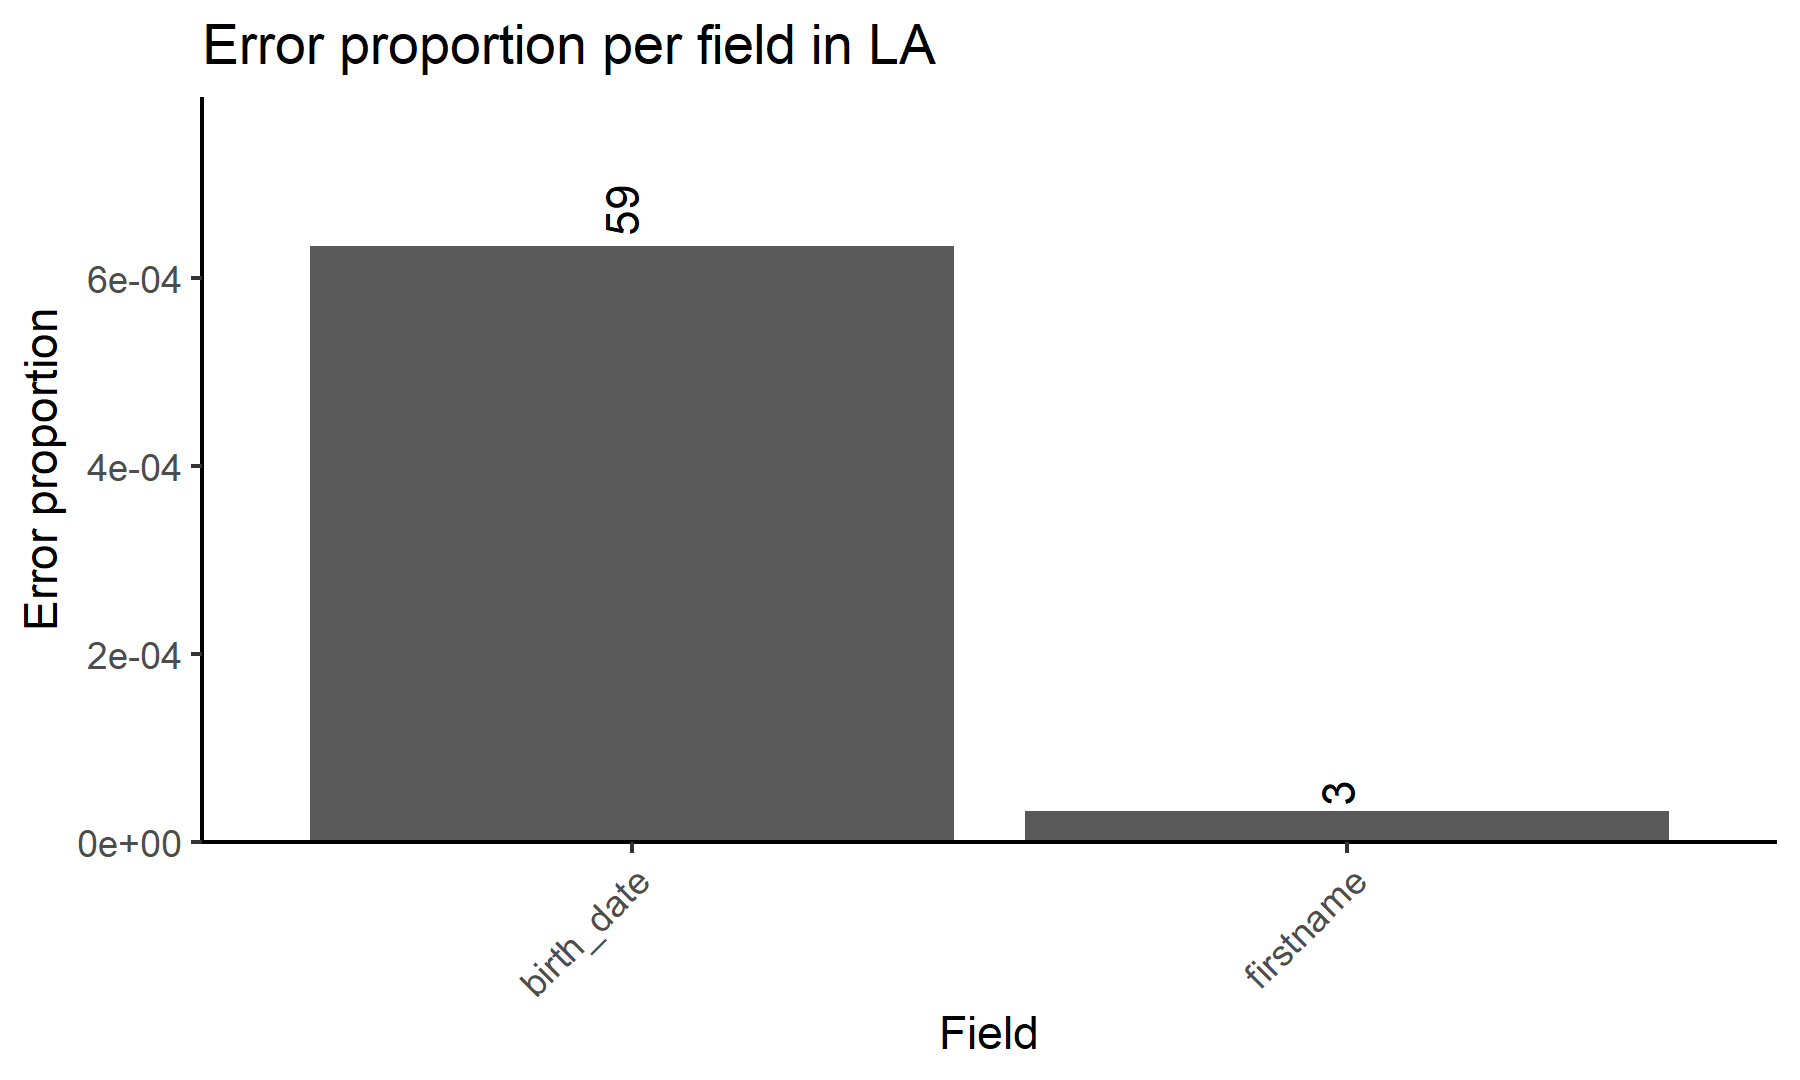 Error proportion per field in LA
Error proportion
6e-04
4e-04
2e-04
0e+00
59
3
birth_date
firstname
Field